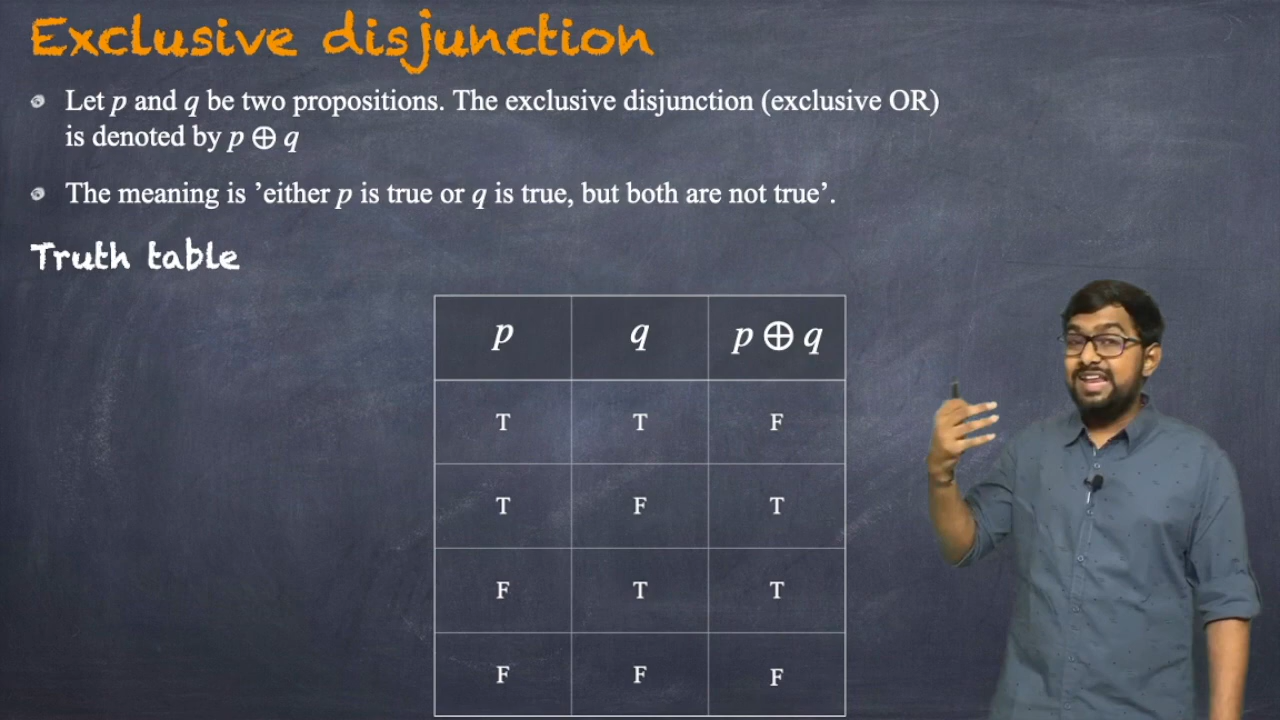 Exclusive disjunction
Let p and q be two propositions. The exclusive disjunction (exclusive OR)
is denoted by p ⊕ q
The meaning is ’either p is true or q is true, but both are not true’.
Truth table
p q p ⊕ q
T T F
T F T
F T T
F F F